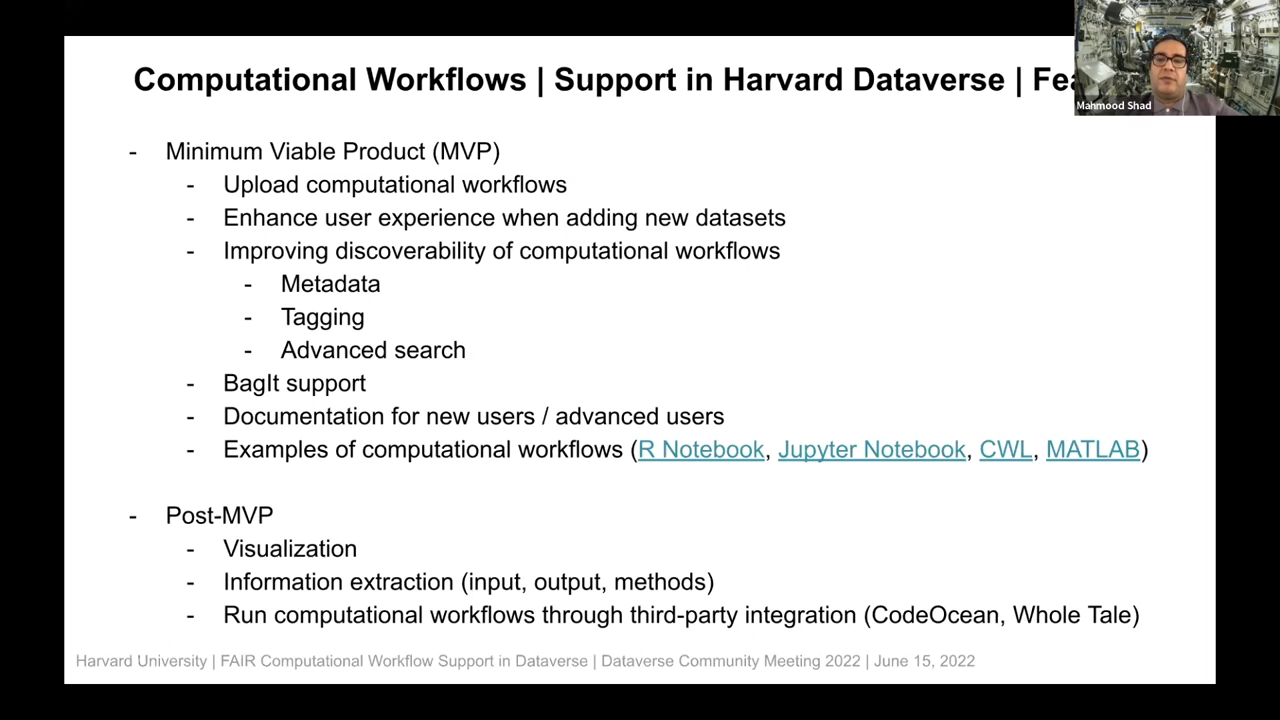 Computational Workflows | Support in Harvard Dataverse | Fea
Mahmood Shad
- Minimum Viable Product (MVP)
- Upload computational workflows
- Enhance user experience when adding new datasets
- Improving discoverability of computational workflows
- Metadata
- Tagging
- Advanced search
- BagIt support
- Documentation for new users / advanced users
- Examples of computational workflows (R Notebook, Jupyter Notebook, CWL, MATLAB)
- Post-MVP
- Visualization
- Information extraction (input, output, methods)
- Run computational workflows through third-party integration (CodeOcean, Whole Tale)
Harvard University | FAIR Computational Workflow Support in Dataverse | Dataverse Community Meeting 2022 | June 15, 2022